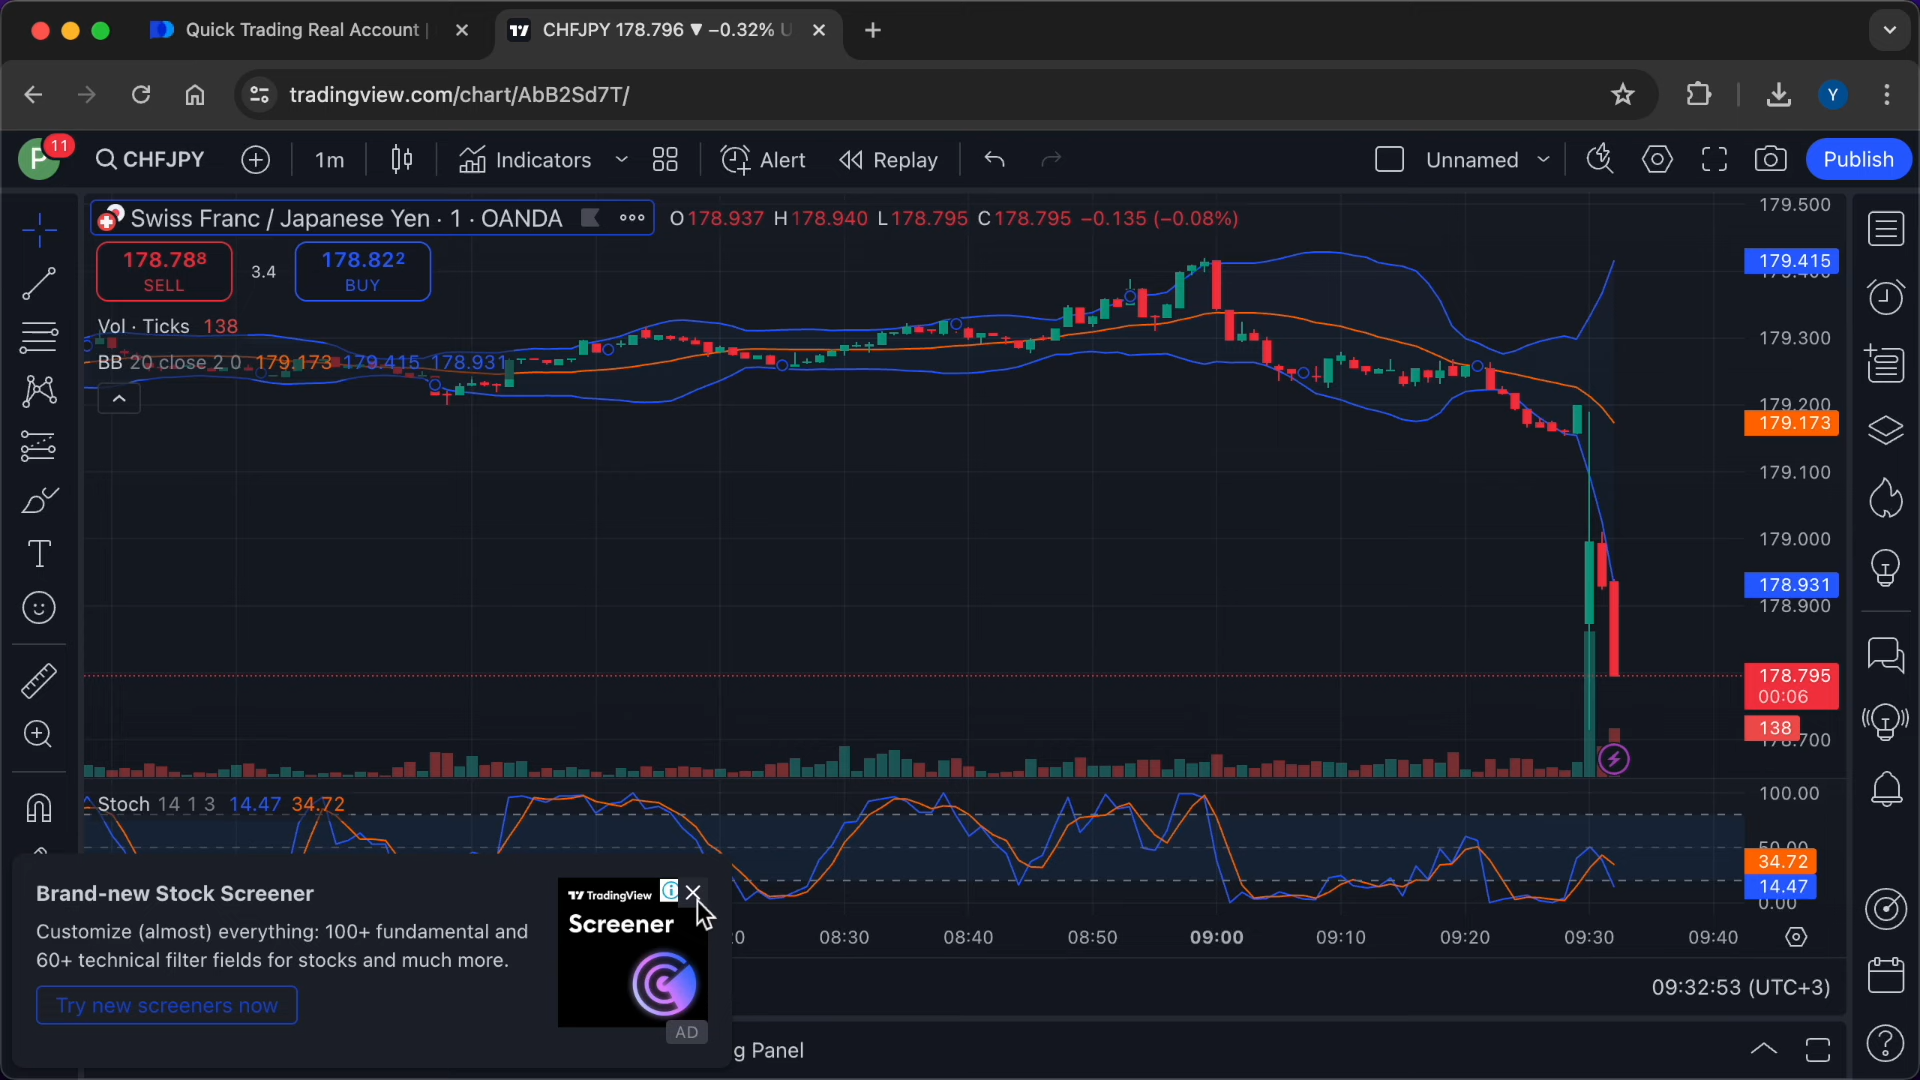 Quick Trading Real Account |
CHFJPY 178.796 ▼ −0.32% U
tradingview.com/chart/AbB2Sd7T/
Y
P
11
CHFJPY
1m
Indicators
Alert
Replay
Unnamed
Publish
Swiss Franc / Japanese Yen · 1 · OANDA
O178.937 H178.940 L178.795 C178.795 −0.135 (−0.08%)
178.788
SELL
3.4
178.822
BUY
Vol · Ticks 138
BB 20 close 2 0 179.173 179.415 178.931
179.500
179.415
179.300
179.200
179.173
179.100
179.000
178.931
178.900
178.795
00:06
138
Stoch 14 1 3 14.47 34.72
100.00
50.00
34.72
14.47
0.00
08:30 08:40 08:50 09:00 09:10 09:20 09:30 09:40
09:32:53 (UTC+3)
Brand-new Stock Screener
Customize (almost) everything: 100+ fundamental and
60+ technical filter fields for stocks and much more.
Try new screeners now
TradingView
Screener
AD
g Panel